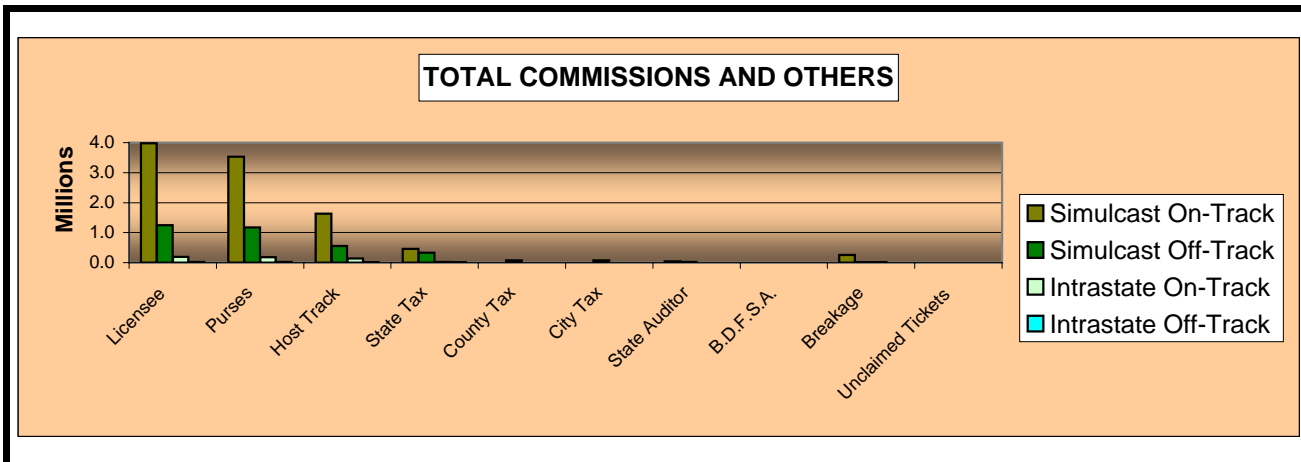 TOTAL COMMISSIONS AND OTHERS
Millions
4.0
3.0
2.0
1.0
0.0
Licensee
Purses
Host Track
State Tax
County Tax
City Tax
State Auditor
B.D.F.S.A.
Breakage
Unclaimed Tickets
Simulcast On-Track
Simulcast Off-Track
Intrastate On-Track
Intrastate Off-Track